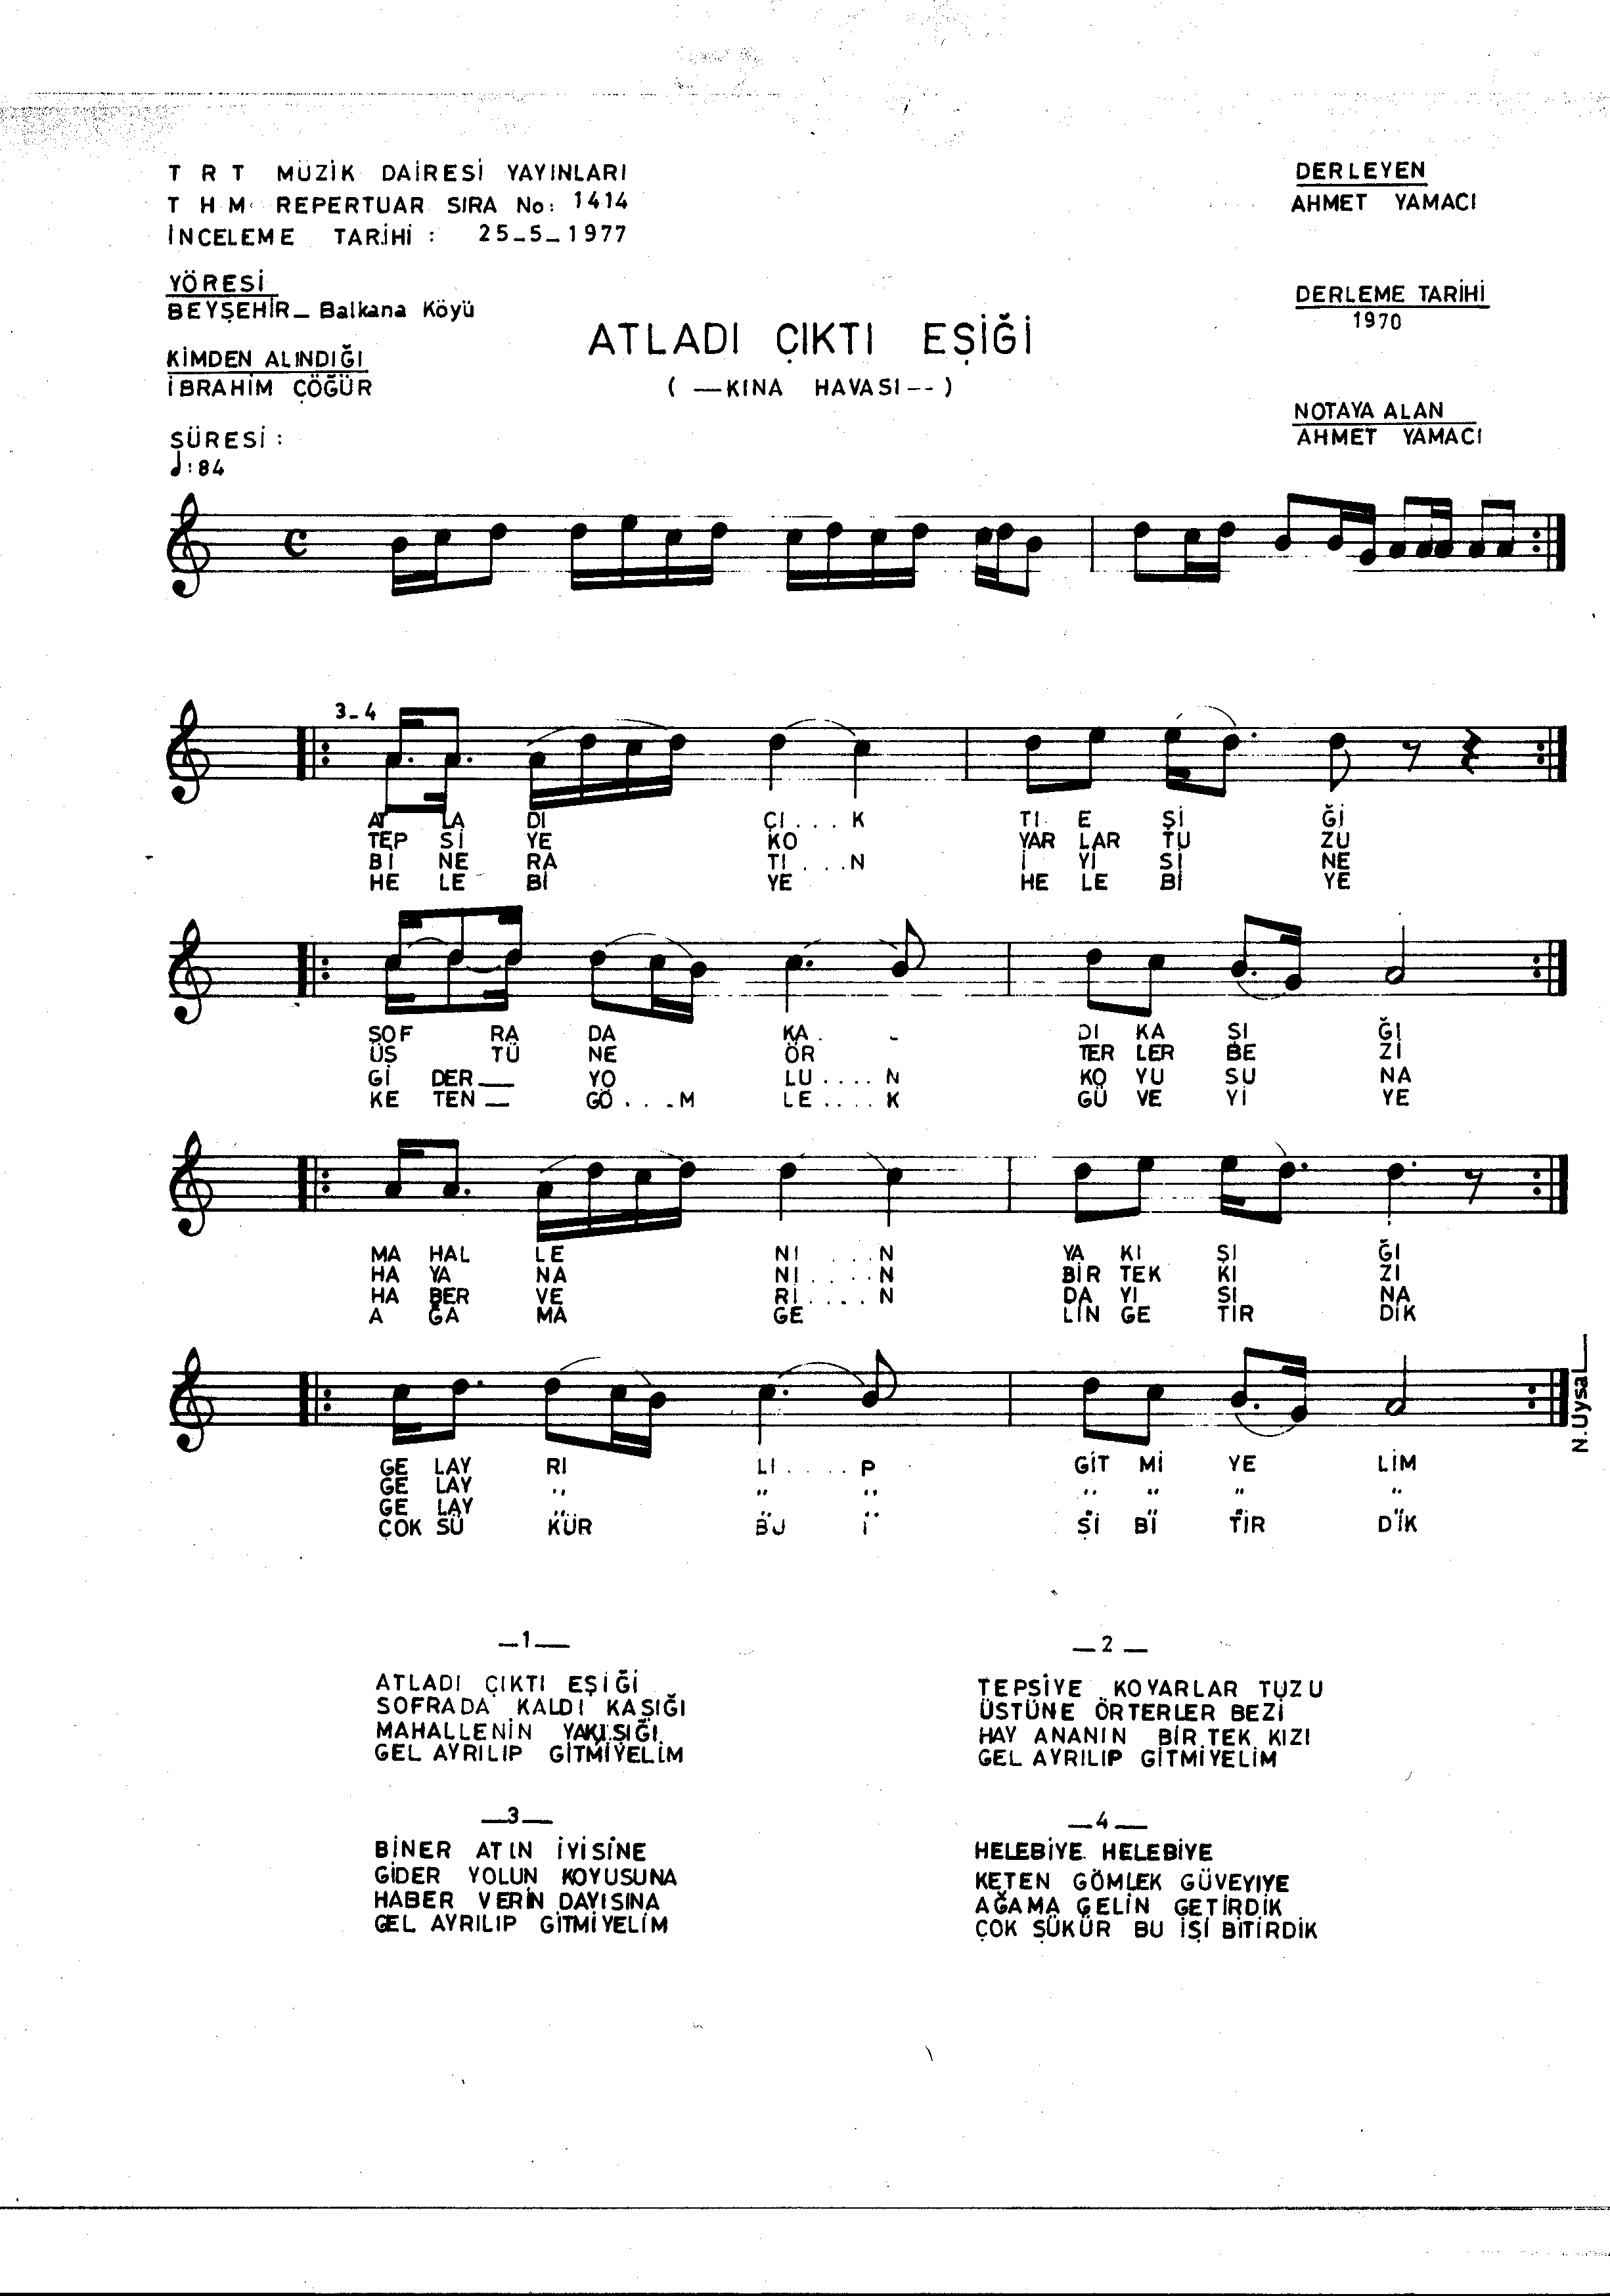 T R T MÜZİK DAİRESİ YAYINLARI
T H M REPERTUAR SIRA No: 1414
İNCELEME TARİHİ : 25_5_1977
DERLEYEN
AHMET YAMACI
YÖRESİ
BEYŞEHİR_ Balkana Köyü
DERLEME TARİHİ
1970
ATLADI ÇIKTI EŞİĞİ
( —KINA HAVASI-- )
KİMDEN ALINDIĞI
İBRAHİM ÇÖĞÜR
NOTAYA ALAN
AHMET YAMACI
SÜRESİ :
:84
3_4
AT LA DI ÇI...K TI E Şİ Ğİ
TEP Sİ YE KO YAR LAR TU ZU
Bİ NE RA TI...N İ Yİ Sİ NE
HE LE Bİ YE HE LE Bİ YE
SOF RA DA KA. - DI KA ŞI ĞI
ÜS TÜ NE ÖR TER LER BE Zİ
Gİ DER— YO LU....N KO YU SU NA
KE TEN— GÖ...M LE....K GÜ VE Yİ YE
MA HAL LE Nİ ...N YA KI ŞI ĞI
HA YA NA NI....N BİR TEK KI ZI
HA BER VE Rİ....N DA YI SI NA
A ĞA MA GE LİN GE TİR DİK
GE LAY RI LI.....P GİT Mİ YE LİM
GE LAY ,, ,, ,, ,, ,, ,, ,,
GE LAY ,, ,, ,, ,, ,, ,, ,,
ÇOK ŞÜ KÜR BU İ Şİ Bİ TİR DİK
N.Uysal
—1—
ATLADI ÇIKTI EŞİĞİ
SOFRADA KALDI KAŞIĞI
MAHALLENİN YAKIŞIĞI
GEL AYRILIP GİTMİYELİM
— 2 —
TEPSİYE KOYARLAR TUZU
ÜSTÜNE ÖRTERLER BEZİ
HAY ANANIN BİR TEK KIZI
GEL AYRILIP GİTMİYELİM
—3—
BİNER ATIN İYİSİNE
GİDER YOLUN KOYUSUNA
HABER VERİN DAYISINA
GEL AYRILIP GİTMİYELİM
—4—
HELEBİYE HELEBİYE
KETEN GÖMLEK GÜVEYIYE
AĞAMA GELİN GETİRDİK
ÇOK ŞÜKÜR BU İŞİ BİTİRDİK